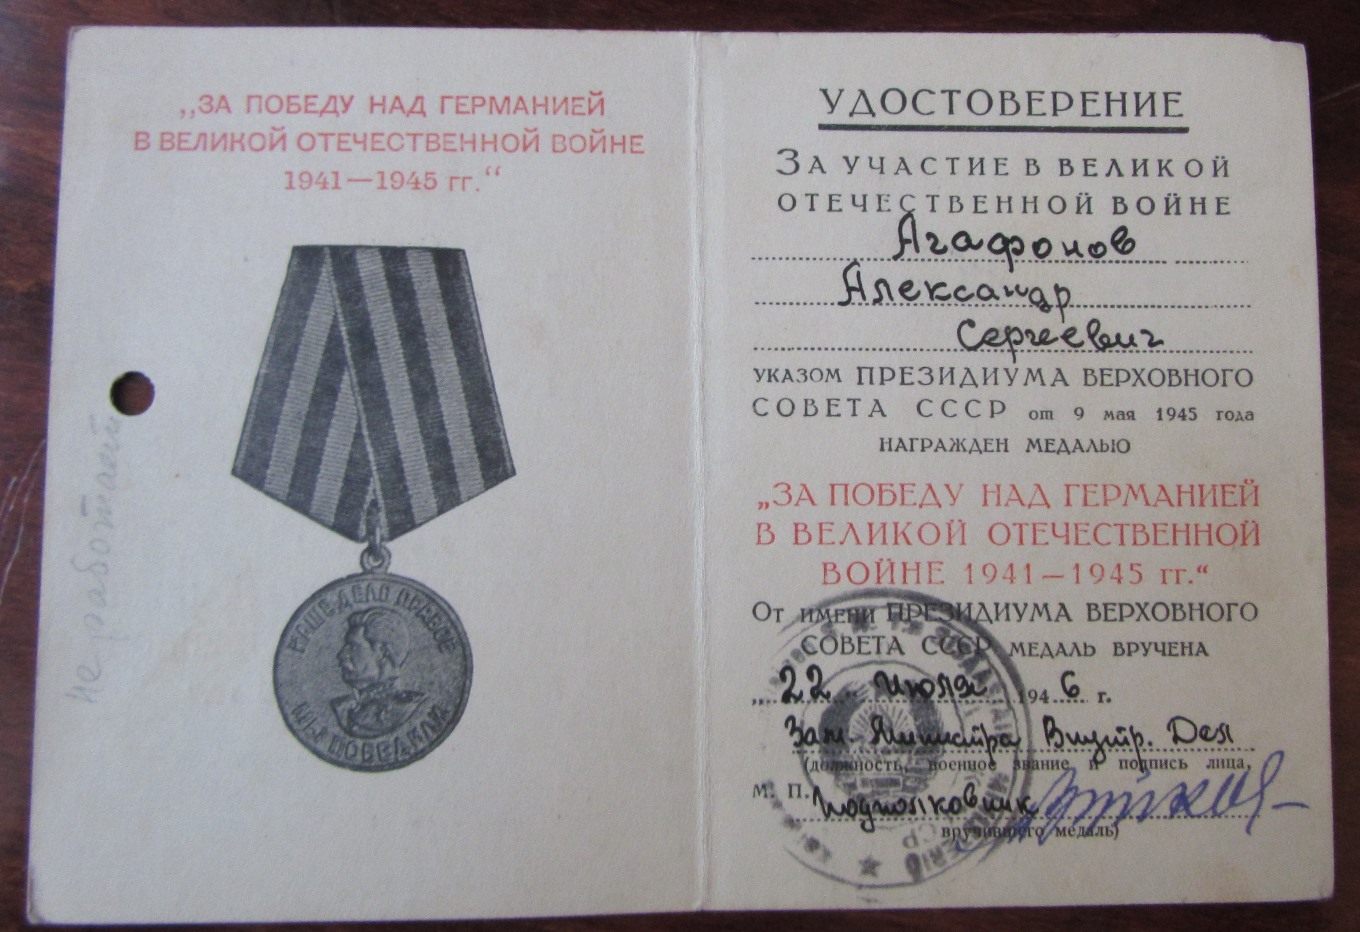 „ЗА ПОБЕДУ НАД ГЕРМАНИЕЙ
В ВЕЛИКОЙ ОТЕЧЕСТВЕННОЙ ВОЙНЕ
1941—1945 гг.“
НАШЕ ДЕЛО ПРАВОЕ
МЫ ПОБЕДИЛИ
не работает
УДОСТОВЕРЕНИЕ
ЗА УЧАСТИЕ В ВЕЛИКОЙ
ОТЕЧЕСТВЕННОЙ ВОЙНЕ
Агафонов
Александр
Сергеевич
УКАЗОМ ПРЕЗИДИУМА ВЕРХОВНОГО
СОВЕТА СССР от 9 мая 1945 года
НАГРАЖДЕН МЕДАЛЬЮ
„ЗА ПОБЕДУ НАД ГЕРМАНИЕЙ
В ВЕЛИКОЙ ОТЕЧЕСТВЕННОЙ
ВОЙНЕ 1941—1945 гг.“
ОТ ИМЕНИ ПРЕЗИДИУМА ВЕРХОВНОГО
СОВЕТА СССР МЕДАЛЬ ВРУЧЕНА
„22“ июля 1946 г.
Зам. Министра Внутр. Дел
(должность, военное звание и подпись лица,
М. П. Подполковник
вручившего медаль)